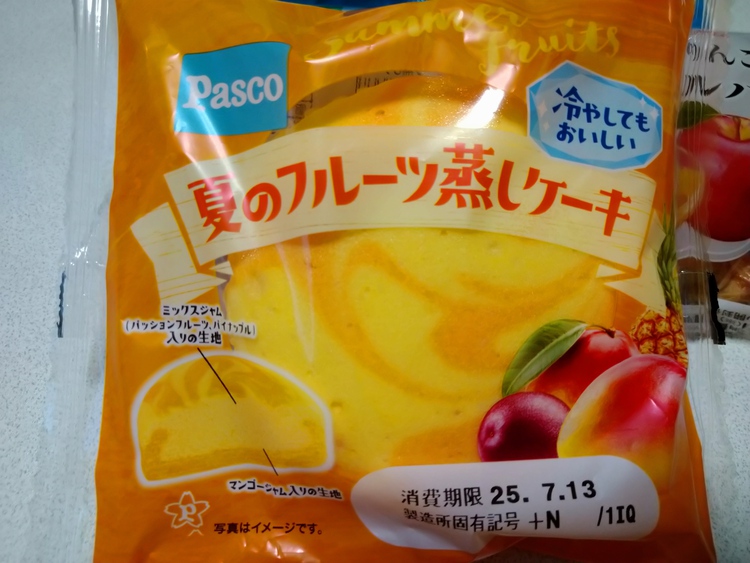 Summer
fruits
Pasco
冷やしても
おいしい
夏のフルーツ蒸しケーキ
ミックスジャム
(パッションフルーツ、パイナップル)
入りの生地
マンゴージャム入りの生地
消費期限 25. 7.13
製造所固有記号 +N /1IQ
写真はイメージです。
りんご